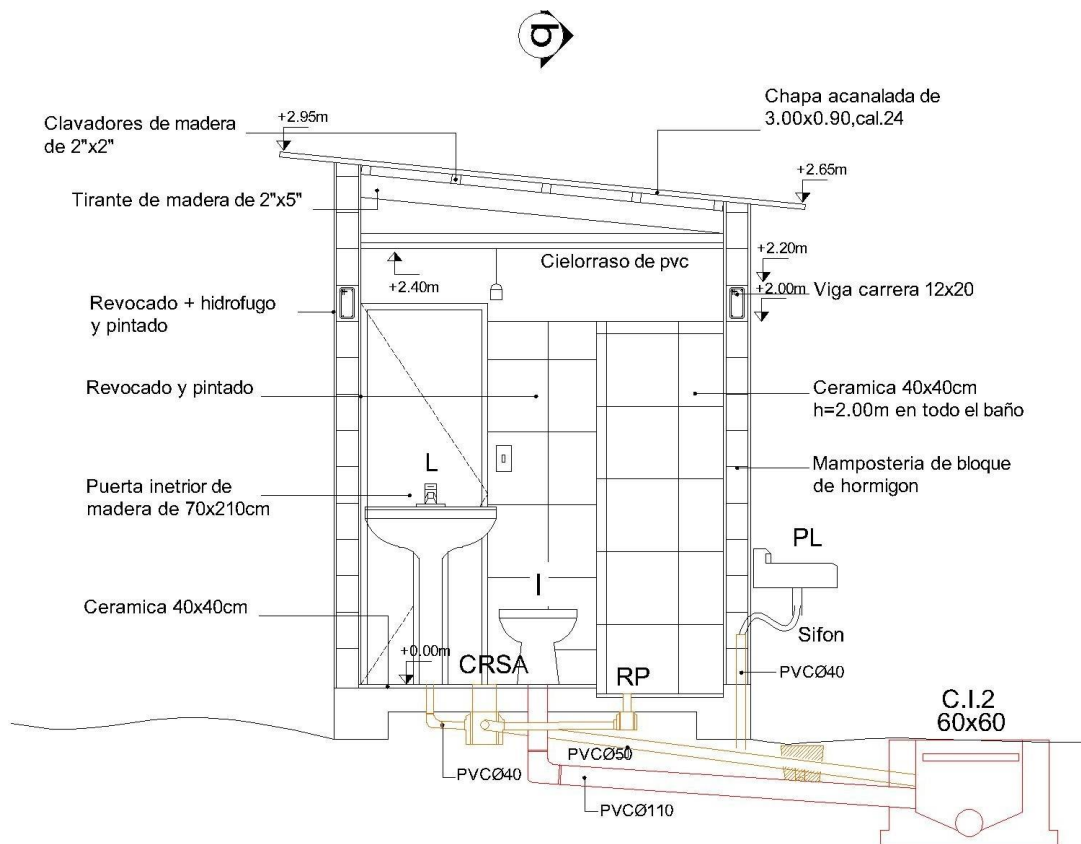 b
Chapa acanalada de
3.00x0.90,cal.24
Clavadores de madera
de 2"x2"
+2.95m
+2.65m
Tirante de madera de 2"x5"
Cielorraso de pvc
+2.20m
+2.40m
+2.00m
Viga carrera 12x20
Revocado + hidrofugo
y pintado
Revocado y pintado
Ceramica 40x40cm
h=2.00m en todo el baño
L
Puerta inetrior de
madera de 70x210cm
Mamposteria de bloque
de hormigon
PL
I
Ceramica 40x40cm
Sifon
+0.00m
CRSA
RP
PVCØ40
C.I.2
60x60
PVCØ50
PVCØ40
PVCØ110